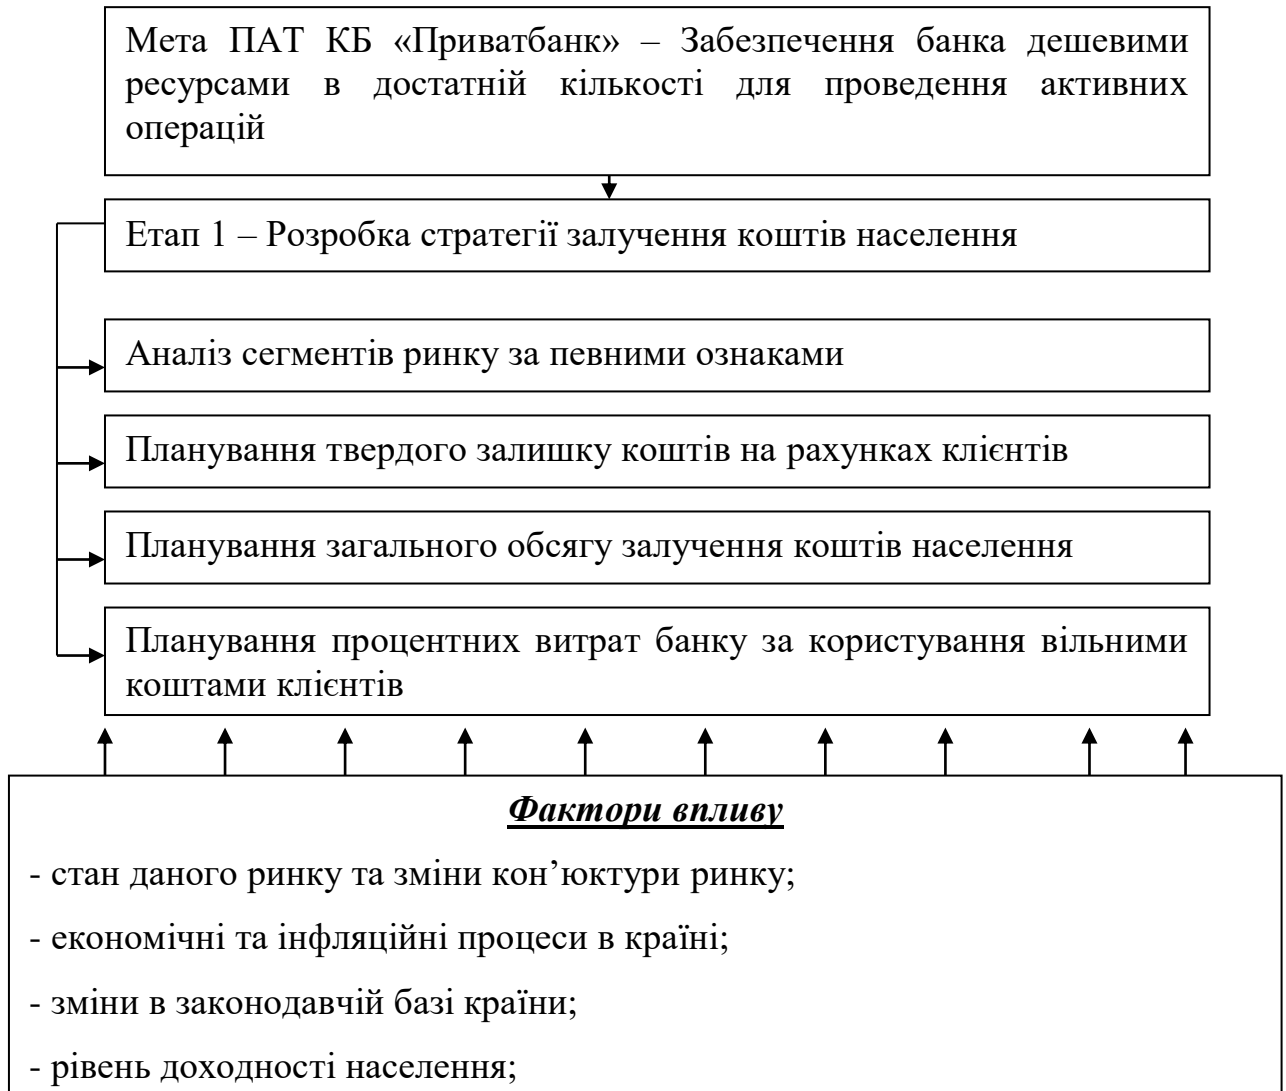 Мета ПАТ КБ «Приватбанк» – Забезпечення банка дешевими
ресурсами в достатній кількості для проведення активних
операцій
Етап 1 – Розробка стратегії залучення коштів населення
Аналіз сегментів ринку за певними ознаками
Планування твердого залишку коштів на рахунках клієнтів
Планування загального обсягу залучення коштів населення
Планування процентних витрат банку за користування вільними
коштами клієнтів
Фактори впливу
- стан даного ринку та зміни кон’юктури ринку;
- економічні та інфляційні процеси в країні;
- зміни в законодавчій базі країни;
- рівень доходності населення;